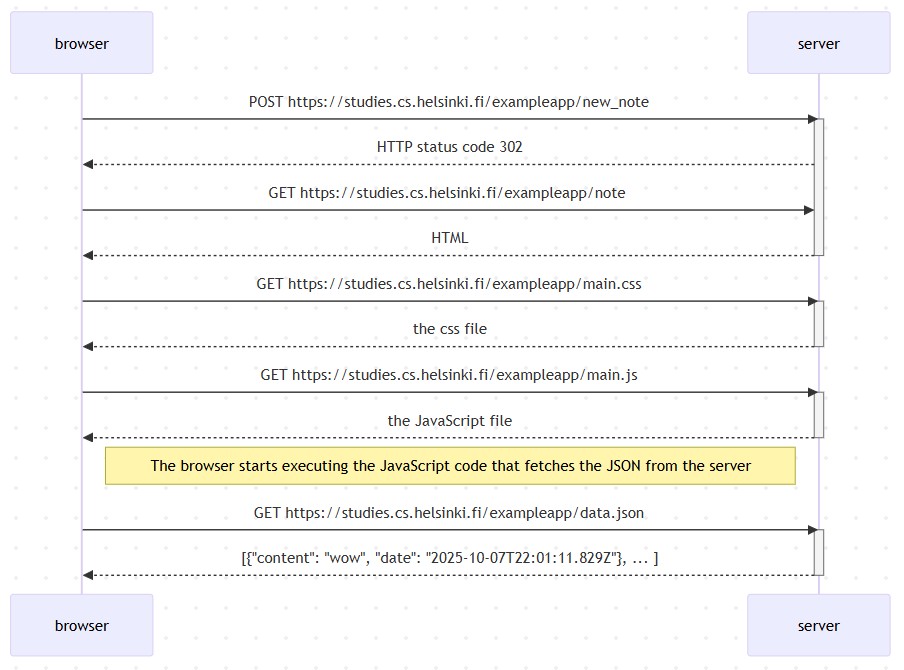 browser
server
POST https://studies.cs.helsinki.fi/exampleapp/new_note
HTTP status code 302
GET https://studies.cs.helsinki.fi/exampleapp/note
HTML
GET https://studies.cs.helsinki.fi/exampleapp/main.css
the css file
GET https://studies.cs.helsinki.fi/exampleapp/main.js
the JavaScript file
The browser starts executing the JavaScript code that fetches the JSON from the server
GET https://studies.cs.helsinki.fi/exampleapp/data.json
[{"content": "wow", "date": "2025-10-07T22:01:11.829Z"}, ... ]
browser
server